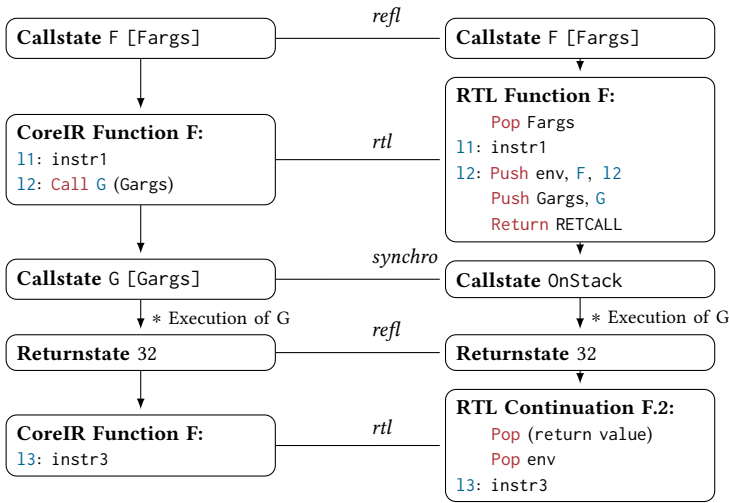 refl
Callstate F [Fargs]
Callstate F [Fargs]
CoreIR Function F:
l1: instr1
l2: Call G (Gargs)
rtl
RTL Function F:
Pop Fargs
l1: instr1
l2: Push env, F, l2
Push Gargs, G
Return RETCALL
synchro
Callstate G [Gargs]
Callstate OnStack
* Execution of G
* Execution of G
refl
Returnstate 32
Returnstate 32
CoreIR Function F:
l3: instr3
rtl
RTL Continuation F.2:
Pop (return value)
Pop env
l3: instr3